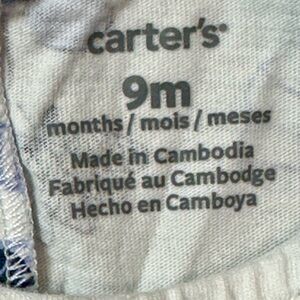 carter's
9m
months / mois / meses
Made in Cambodia
Fabriqué au Cambodge
Hecho en Camboya